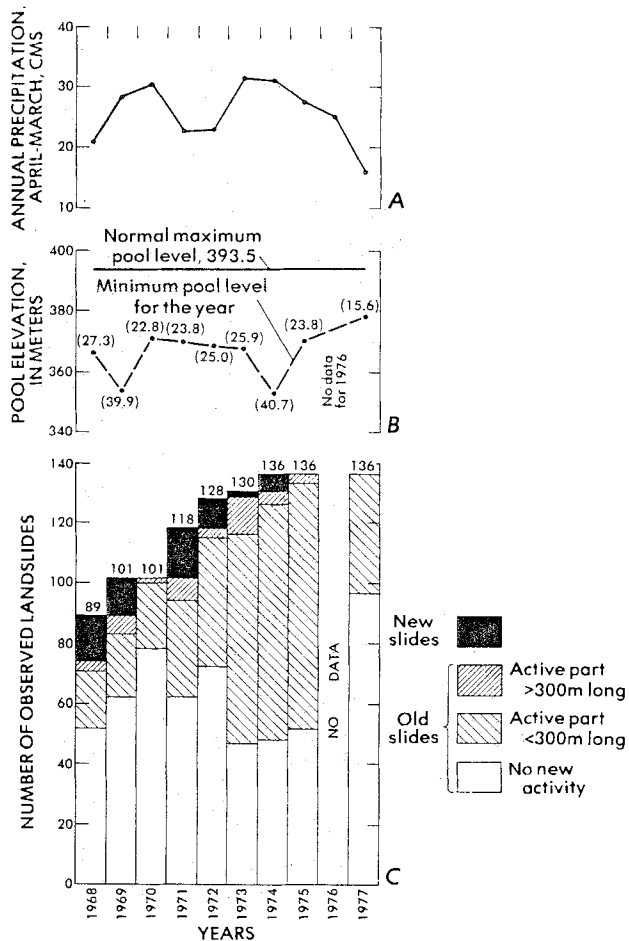 ANNUAL PRECIPITATION,
APRIL-MARCH, CMS
40
30
20
10
A
POOL ELEVATION,
IN METERS
400
380
360
340
Normal maximum
pool level, 393.5
Minimum pool level
for the year
(27.3)
(39.9)
(22.8)
(23.8)
(25.0)
(25.9)
(40.7)
(23.8)
(15.6)
No data
for 1976
B
NUMBER OF OBSERVED LANDSLIDES
140
120
100
80
60
40
20
0
89
101
101
118
128
130
136
136
136
NO DATA
C
1968
1969
1970
1971
1972
1973
1974
1975
1976
1977
YEARS
New
slides
Old
slides
Active part
>300m long
Active part
<300m long
No new
activity